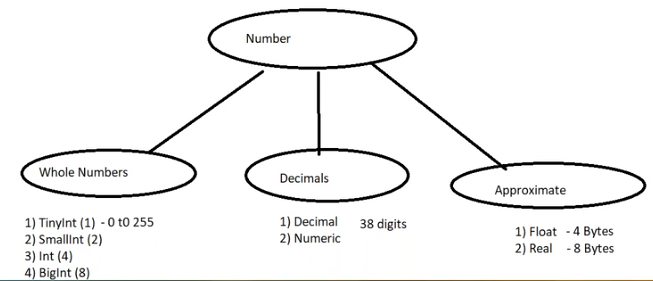 Number
Whole Numbers
Decimals
Approximate
1) TinyInt (1) - 0 t0 255
2) SmallInt (2)
3) Int (4)
4) BigInt (8)
1) Decimal 38 digits
2) Numeric
1) Float - 4 Bytes
2) Real - 8 Bytes